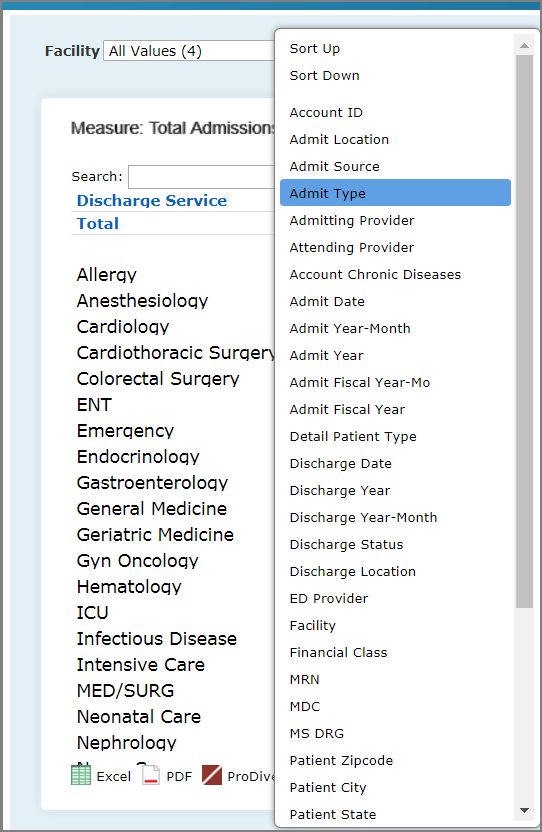 Facility All Values (4)
Measure: Total Admissions
Search:
Discharge Service
Total
Allergy
Anesthesiology
Cardiology
Cardiothoracic Surgery
Colorectal Surgery
ENT
Emergency
Endocrinology
Gastroenterology
General Medicine
Geriatric Medicine
Gyn Oncology
Hematology
ICU
Infectious Disease
Intensive Care
MED/SURG
Neonatal Care
Nephrology
Excel PDF ProDive
Sort Up
Sort Down
Account ID
Admit Location
Admit Source
Admit Type
Admitting Provider
Attending Provider
Account Chronic Diseases
Admit Date
Admit Year-Month
Admit Year
Admit Fiscal Year-Mo
Admit Fiscal Year
Detail Patient Type
Discharge Date
Discharge Year
Discharge Year-Month
Discharge Status
Discharge Location
ED Provider
Facility
Financial Class
MRN
MDC
MS DRG
Patient Zipcode
Patient City
Patient State